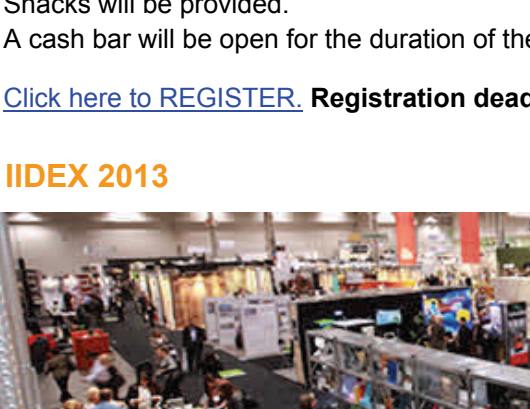 Snacks will be provided.
A cash bar will be open for the duration of the
Click here to REGISTER. Registration dead
IIDEX 2013